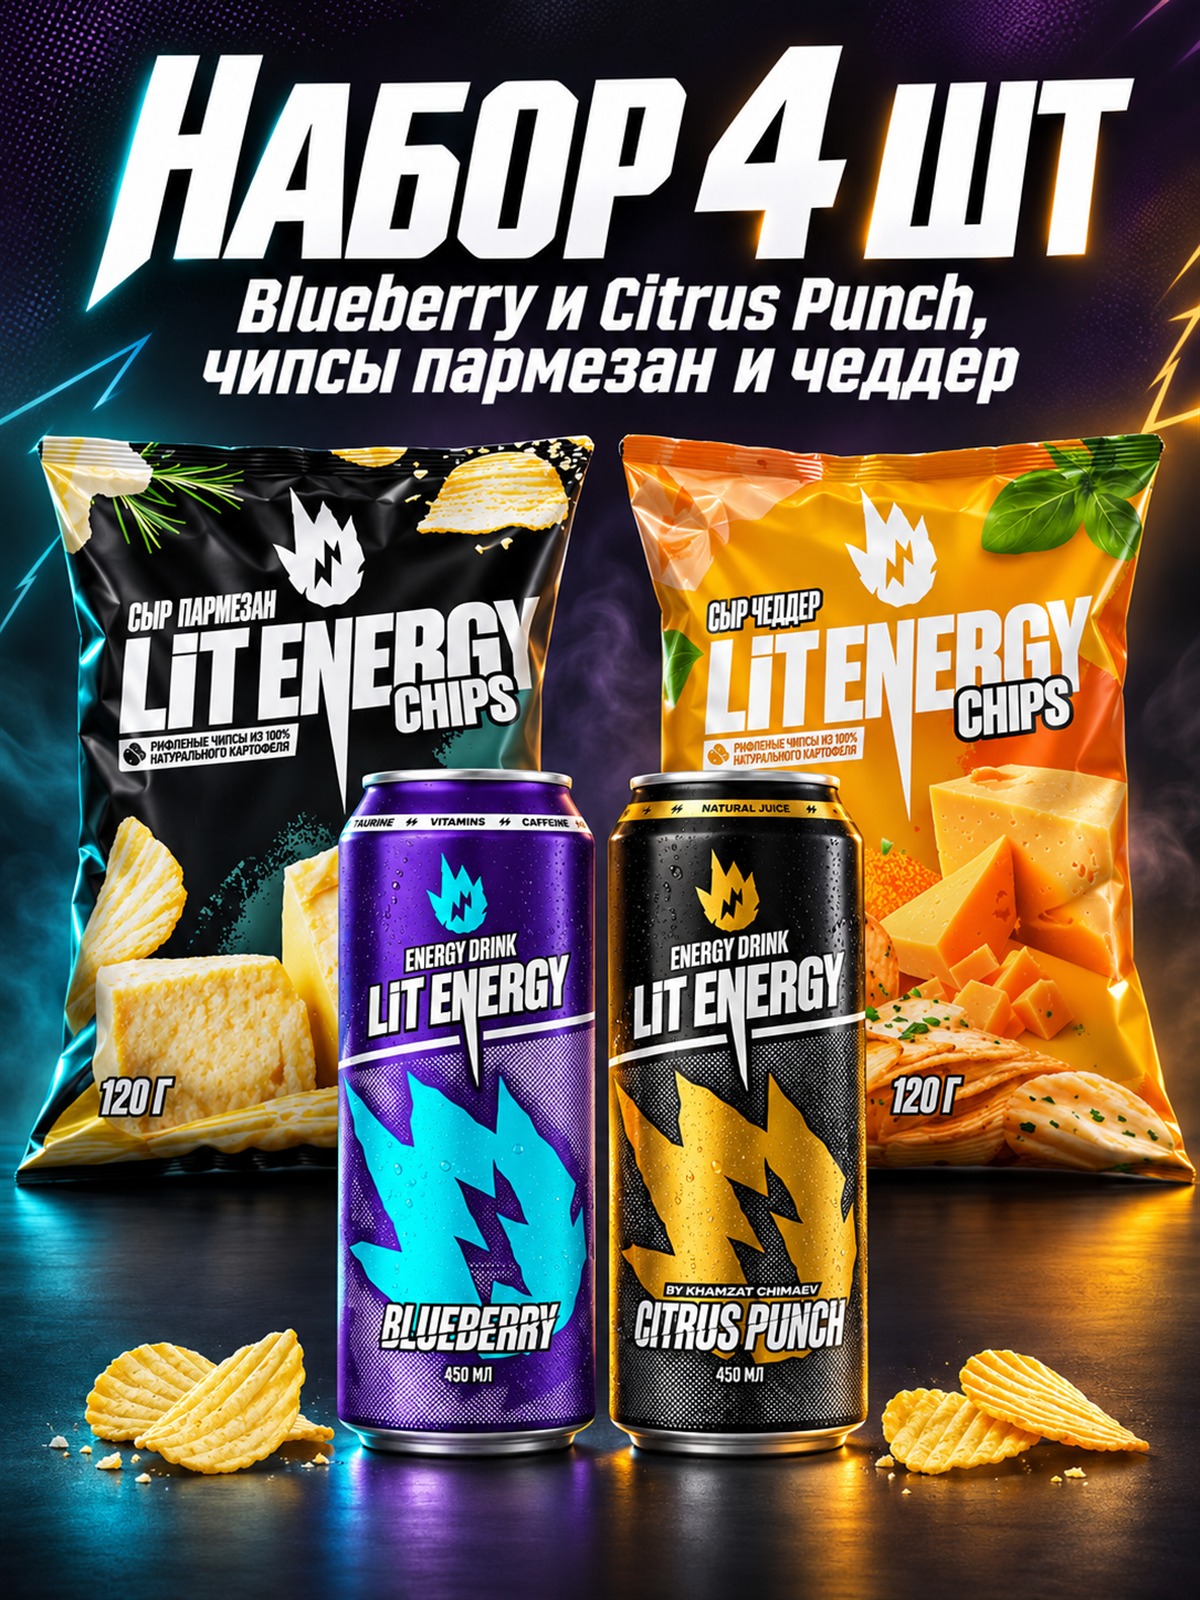 НАБОР 4 ШТ
Blueberry и Citrus Punch,
чипсы пармезан и чеддер
СЫР ПАРМЕЗАН
LIT ENERGY
CHIPS
РИФЛЕНЫЕ ЧИПСЫ ИЗ 100%
НАТУРАЛЬНОГО КАРТОФЕЛЯ
120 Г
СЫР ЧЕДДЕР
LIT ENERGY
CHIPS
РИФЛЕНЫЕ ЧИПСЫ ИЗ 100%
НАТУРАЛЬНОГО КАРТОФЕЛЯ
120 Г
TAURINE VITAMINS CAFFEINE
ENERGY DRINK
LIT ENERGY
BLUEBERRY
450 МЛ
NATURAL JUICE
ENERGY DRINK
LIT ENERGY
BY KHAMZAT CHIMAEV
CITRUS PUNCH
450 МЛ